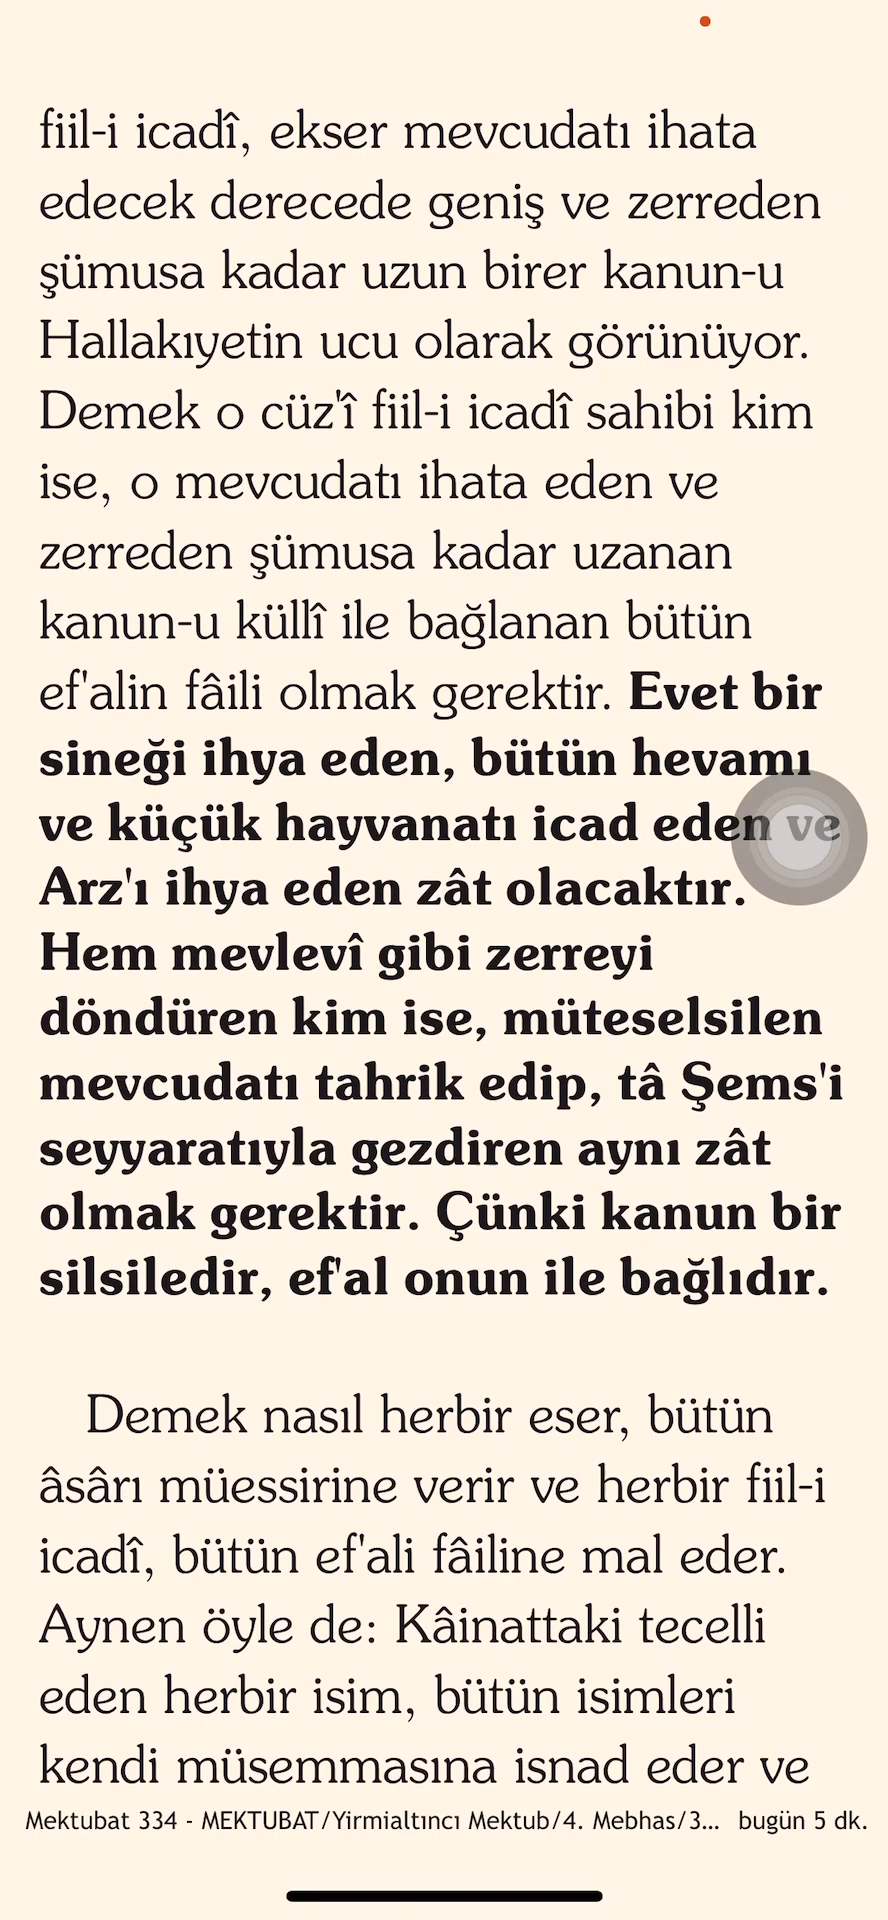 fiil-i icadî, ekser mevcudatı ihata
edecek derecede geniş ve zerreden
şümusa kadar uzun birer kanun-u
Hallakıyetin ucu olarak görünüyor.
Demek o cüz'î fiil-i icadî sahibi kim
ise, o mevcudatı ihata eden ve
zerreden şümusa kadar uzanan
kanun-u küllî ile bağlanan bütün
ef'alin fâili olmak gerektir. Evet bir
sineği ihya eden, bütün hevamı
ve küçük hayvanatı icad eden ve
Arz'ı ihya eden zât olacaktır.
Hem mevlevî gibi zerreyi
döndüren kim ise, müteselsilen
mevcudatı tahrik edip, tâ Şems'i
seyyaratıyla gezdiren aynı zât
olmak gerektir. Çünki kanun bir
silsiledir, ef'al onun ile bağlıdır.
Demek nasıl herbir eser, bütün
âsârı müessirine verir ve herbir fiil-i
icadî, bütün ef'ali fâiline mal eder.
Aynen öyle de: Kâinattaki tecelli
eden herbir isim, bütün isimleri
kendi müsemmasına isnad eder ve
Mektubat 334 - MEKTUBAT/Yirmialtıncı Mektub/4. Mebhas/3... bugün 5 dk.